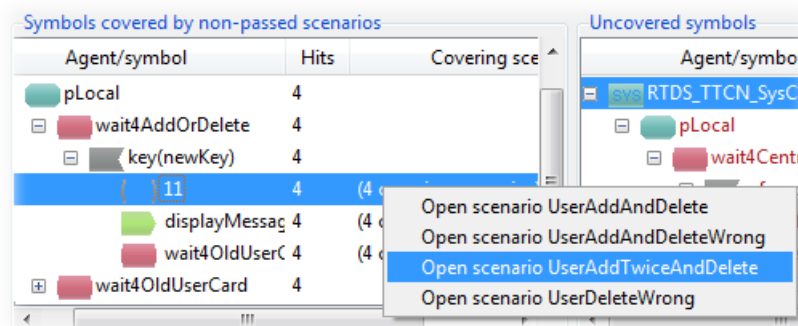 Symbols covered by non-passed scenarios
Uncovered symbols
Agent/symbol Hits Covering sce
Agent/symbo
pLocal 4
sys RTDS_TTCN_SysC
wait4AddOrDelete 4
pLocal
key(newKey) 4
wait4Centr
11 4 (4
displayMessag 4 (4
wait4OldUserC 4 (4
wait4OldUserCard 4
Open scenario UserAddAndDelete
Open scenario UserAddAndDeleteWrong
Open scenario UserAddTwiceAndDelete
Open scenario UserDeleteWrong